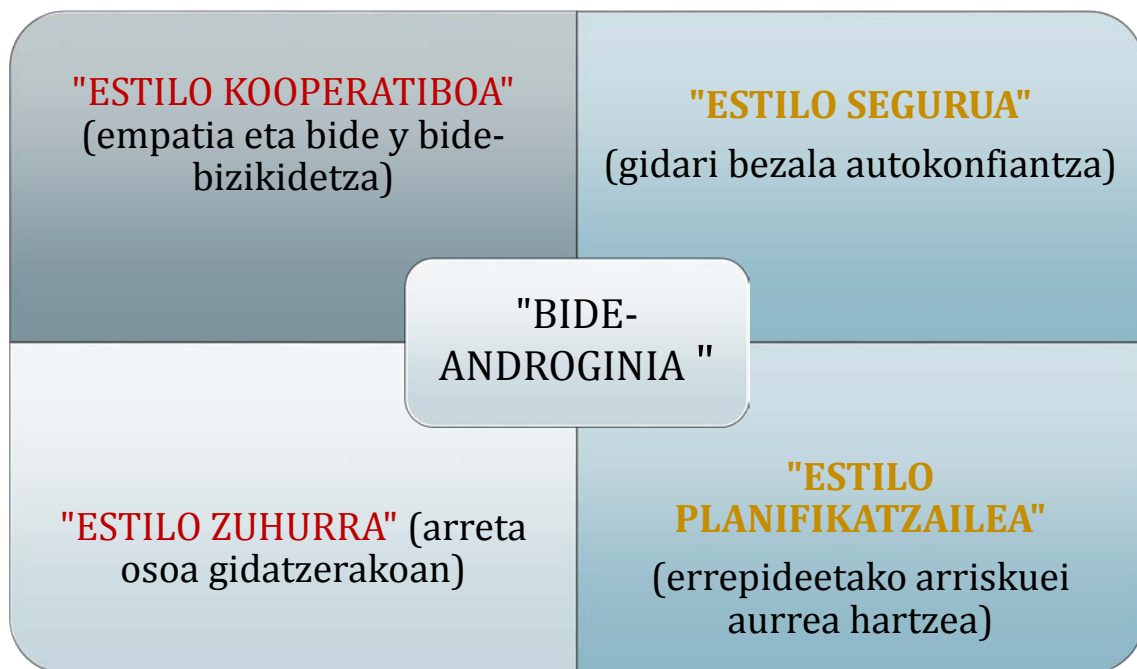 "ESTILO KOOPERATIBOA"
(empatia eta bide y bide-
bizikidetza)
"ESTILO SEGURUA"
(gidari bezala autokonfiantza)
"BIDE-
ANDROGINIA "
"ESTILO ZUHURRA" (arreta
osoa gidatzerakoan)
"ESTILO
PLANIFIKATZAILEA"
(errepideetako arriskuei
aurrea hartzea)